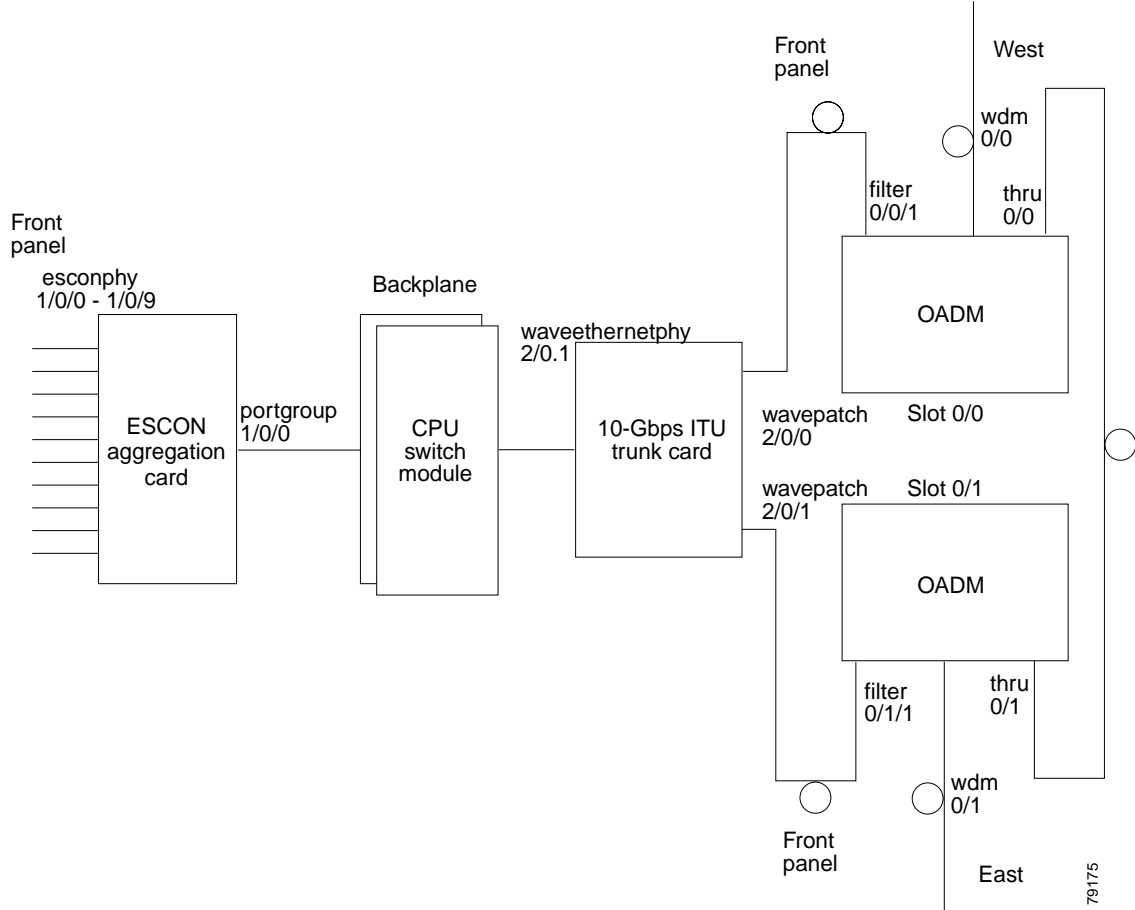 Front
panel
West
wdm
0/0
filter
0/0/1
thru
0/0
Front
panel
esconphy
1/0/0 - 1/0/9
Backplane
waveethernetphy
2/0.1
OADM
portgroup
1/0/0
ESCON
aggregation
card
CPU
switch
module
10-Gbps ITU
trunk card
wavepatch
2/0/0
Slot 0/0
wavepatch
2/0/1
Slot 0/1
OADM
filter
0/1/1
thru
0/1
wdm
0/1
Front
panel
East
79175